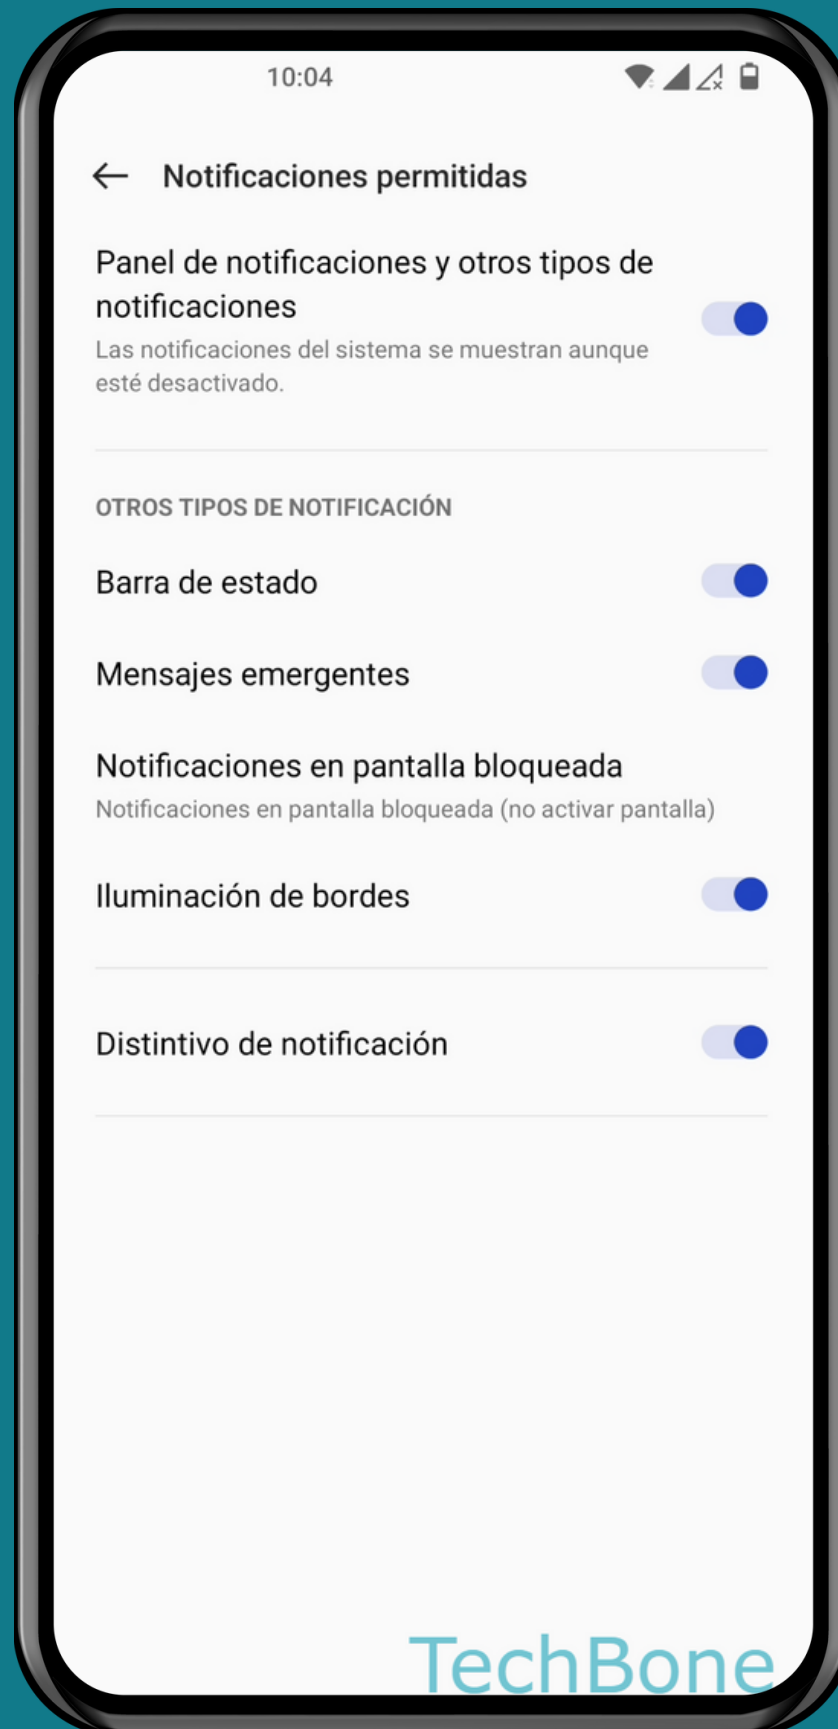 10:04
Notificaciones permitidas
Panel de notificaciones y otros tipos de
notificaciones
Las notificaciones del sistema se muestran aunque
esté desactivado.
OTROS TIPOS DE NOTIFICACIÓN
Barra de estado
Mensajes emergentes
Notificaciones en pantalla bloqueada
Notificaciones en pantalla bloqueada (no activar pantalla)
Iluminación de bordes
Distintivo de notificación
TechBone